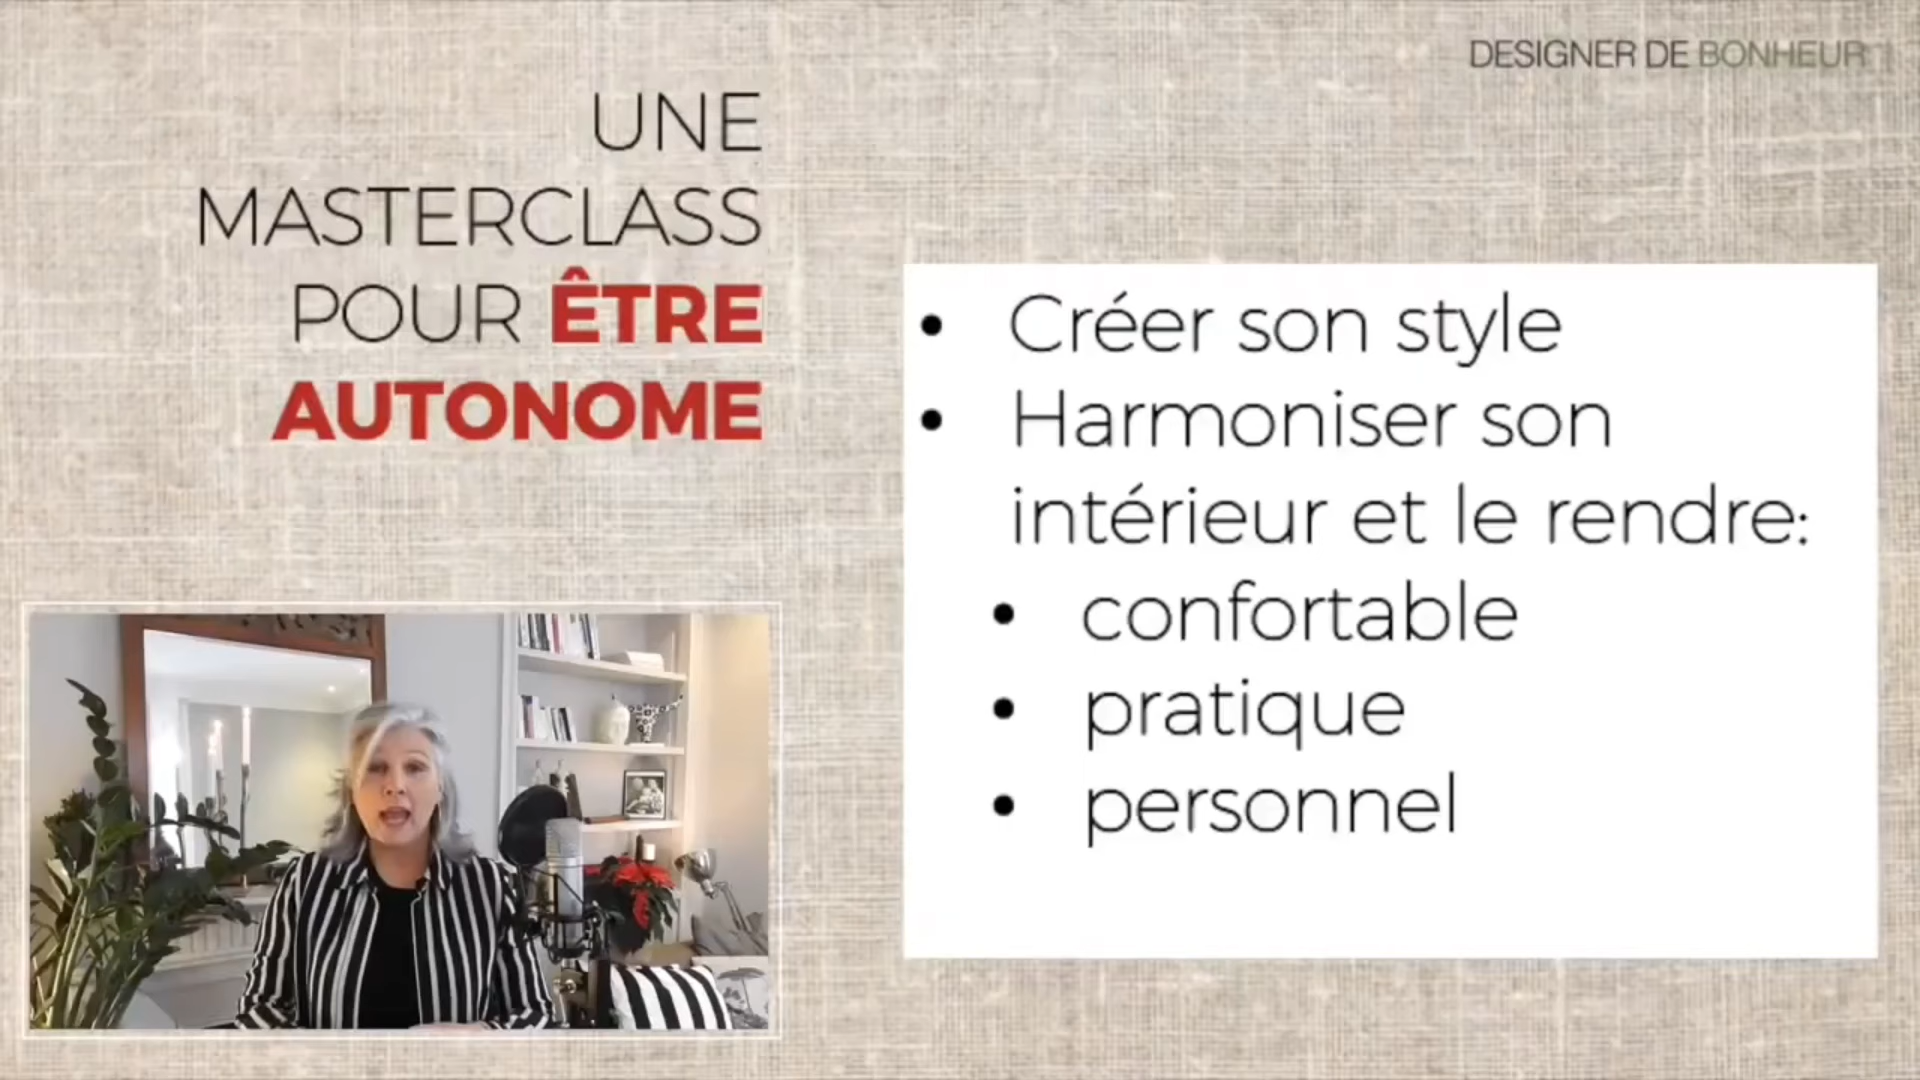 DESIGNER DE BONHEUR
UNE
MASTERCLASS
POUR ÊTRE
AUTONOME
• Créer son style
• Harmoniser son
intérieur et le rendre:
• confortable
• pratique
• personnel